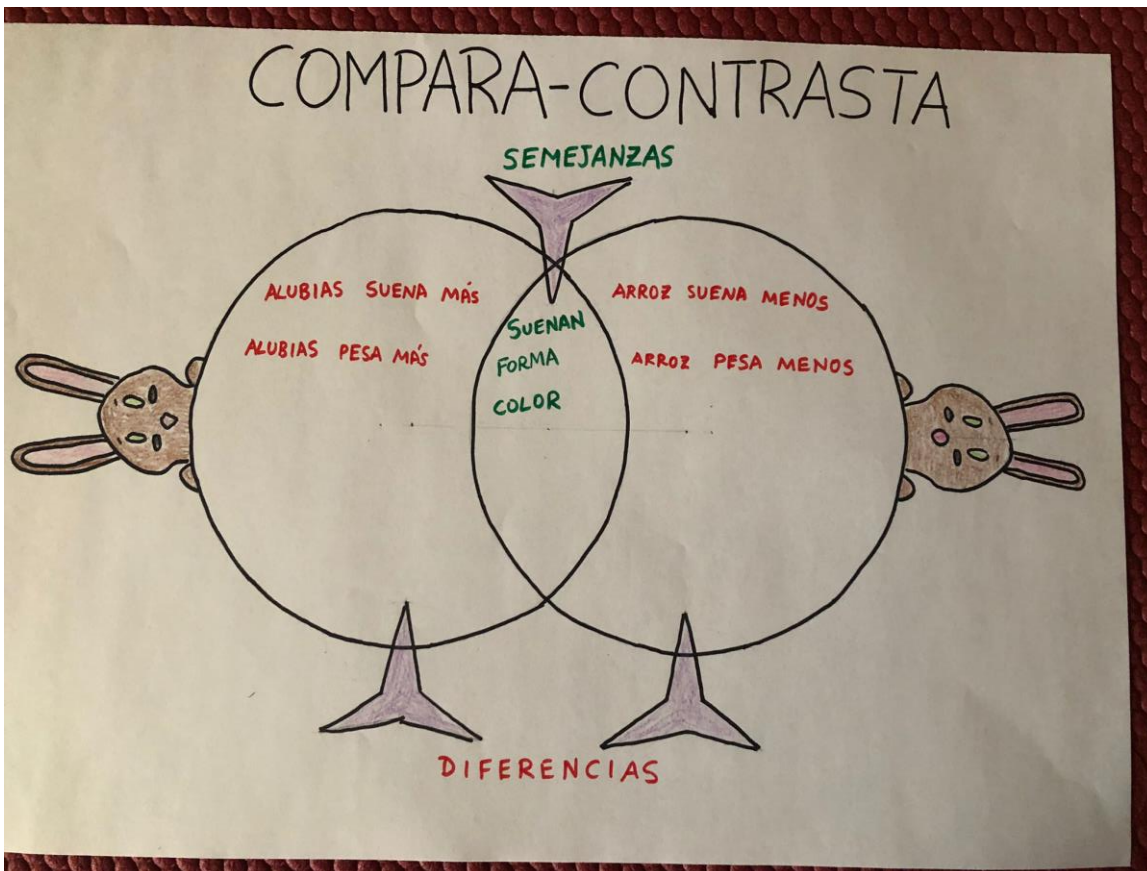 COMPARA-CONTRASTA
SEMEJANZAS
ALUBIAS SUENA MÁS
ALUBIAS PESA MÁS
SUENAN
FORMA
COLOR
ARROZ SUENA MENOS
ARROZ PESA MENOS
DIFERENCIAS